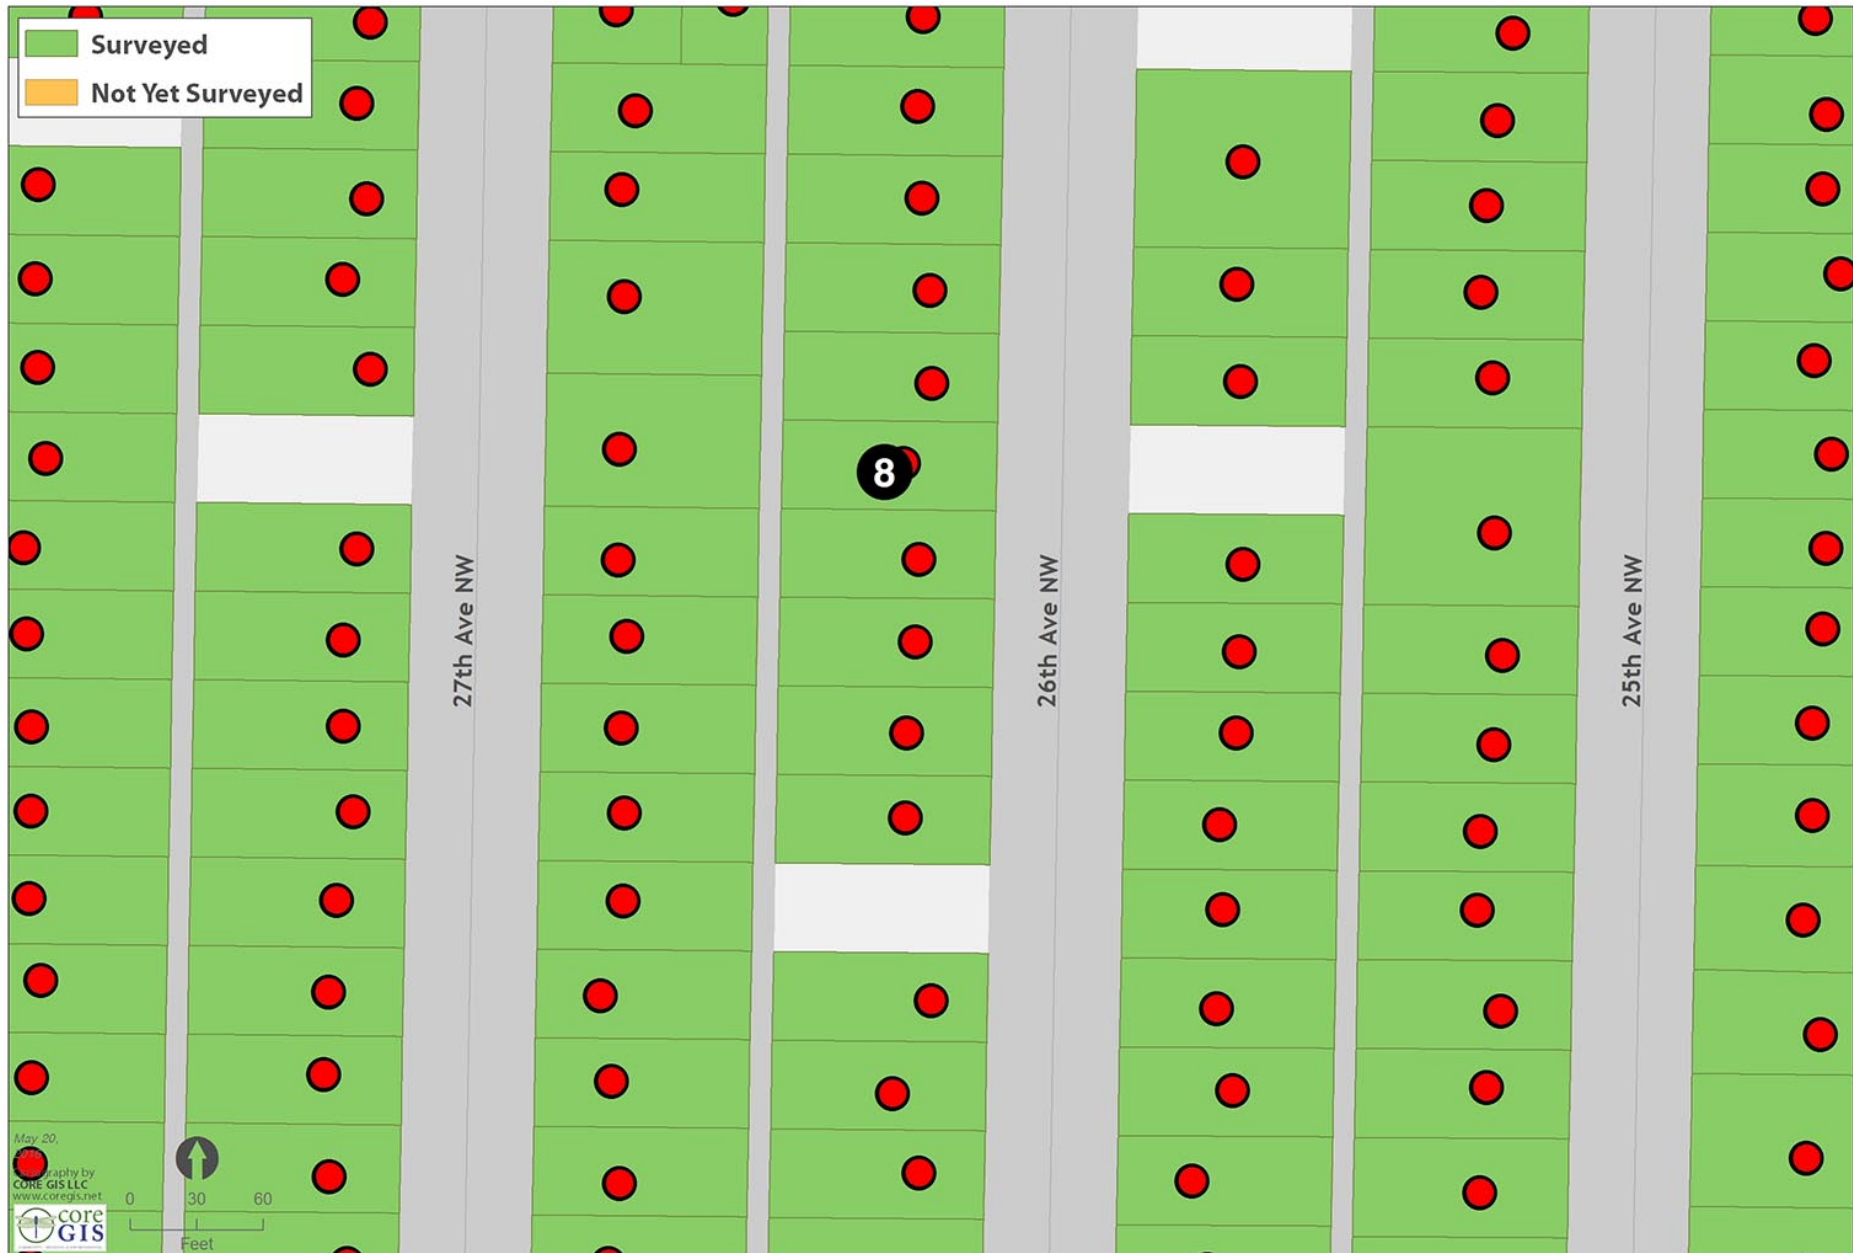 Surveyed
Not Yet Surveyed
8
27th Ave NW
26th Ave NW
25th Ave NW
May 20,
by
CORE GIS LLC
www.coregis.net
0 30 60
Feet
core
GIS